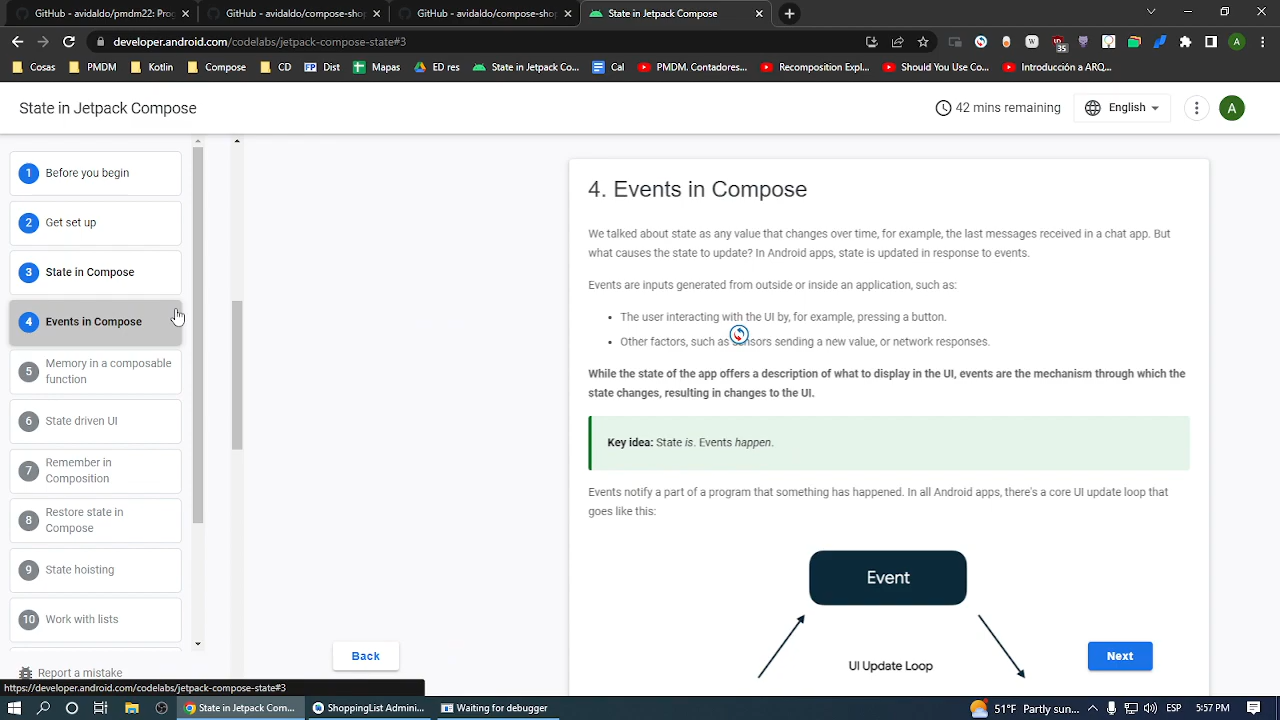 GitHub - avidaldo/pmdm22: Prog
GitHub - avidaldo/compose-shop
GitHub - avidaldo/compose-shop
State in Jetpack Compose
developer.android.com/codelabs/jetpack-compose-state#3
35
A
Cosas
PMDM
Kotlin
Compose
CD
Dist
Mapas
ED res
State in Jetpack Co...
Cal
PMDM. Contadores...
Recomposition Expl...
Should You Use Co...
Introducción a ARQ...
State in Jetpack Compose
42 mins remaining
English
A
1 Before you begin
2 Get set up
3 State in Compose
4 Events in Compose
5 Memory in a composable
function
6 State driven UI
7 Remember in
Composition
8 Restore state in
Compose
9 State hoisting
10 Work with lists
Report a mistake
4. Events in Compose
We talked about state as any value that changes over time, for example, the last messages received in a chat app. But
what causes the state to update? In Android apps, state is updated in response to events.
Events are inputs generated from outside or inside an application, such as:
• The user interacting with the UI by, for example, pressing a button.
• Other factors, such as sensors sending a new value, or network responses.
While the state of the app offers a description of what to display in the UI, events are the mechanism through which the
state changes, resulting in changes to the UI.
Key idea: State is. Events happen.
Events notify a part of a program that something has happened. In all Android apps, there's a core UI update loop that
goes like this:
Event
UI Update Loop
Back
Next
https://developer.android.com/codelabs/jetpack-compose-state#3
State in Jetpack Com...
ShoppingList Admin...
Waiting for debugger
51°F Partly sun...
ESP
5:57 PM